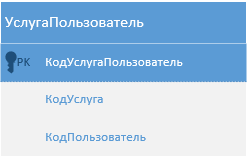 УслугаПользователь
PK КодУслугаПользователь
КодУслуга
КодПользователь